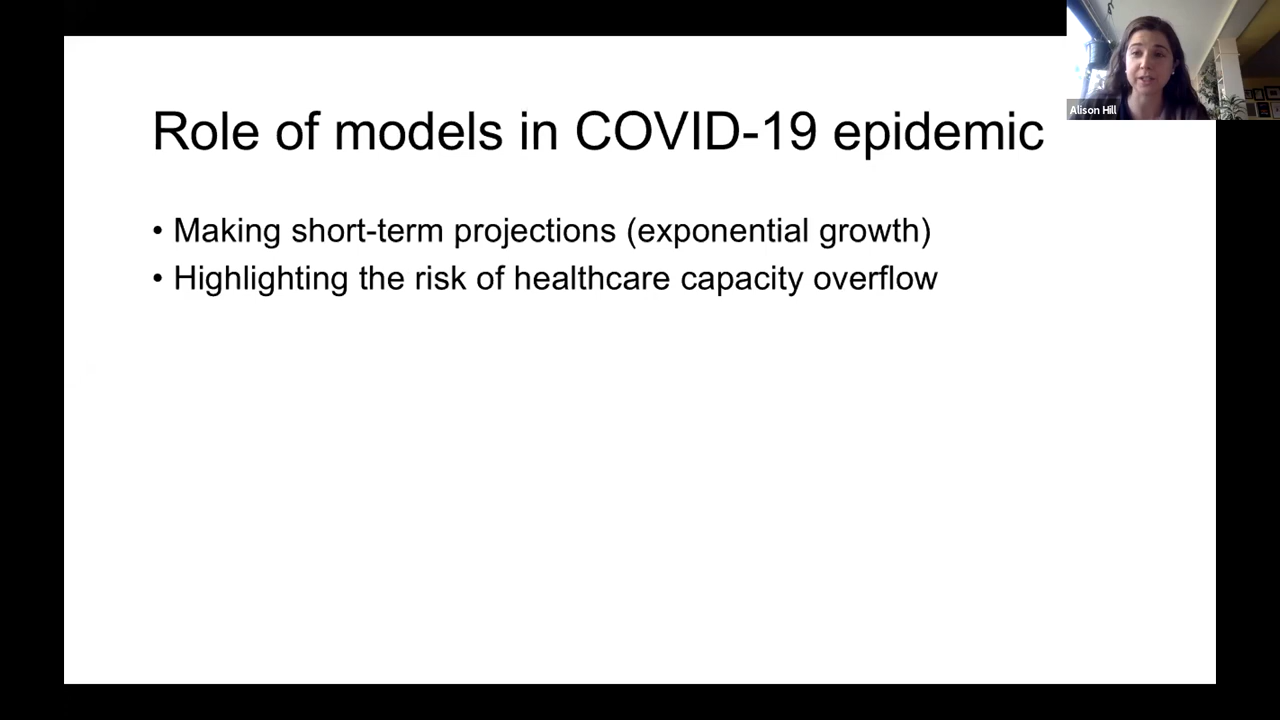 Role of models in COVID-19 epidemic
• Making short-term projections (exponential growth)
• Highlighting the risk of healthcare capacity overflow
Alison Hill